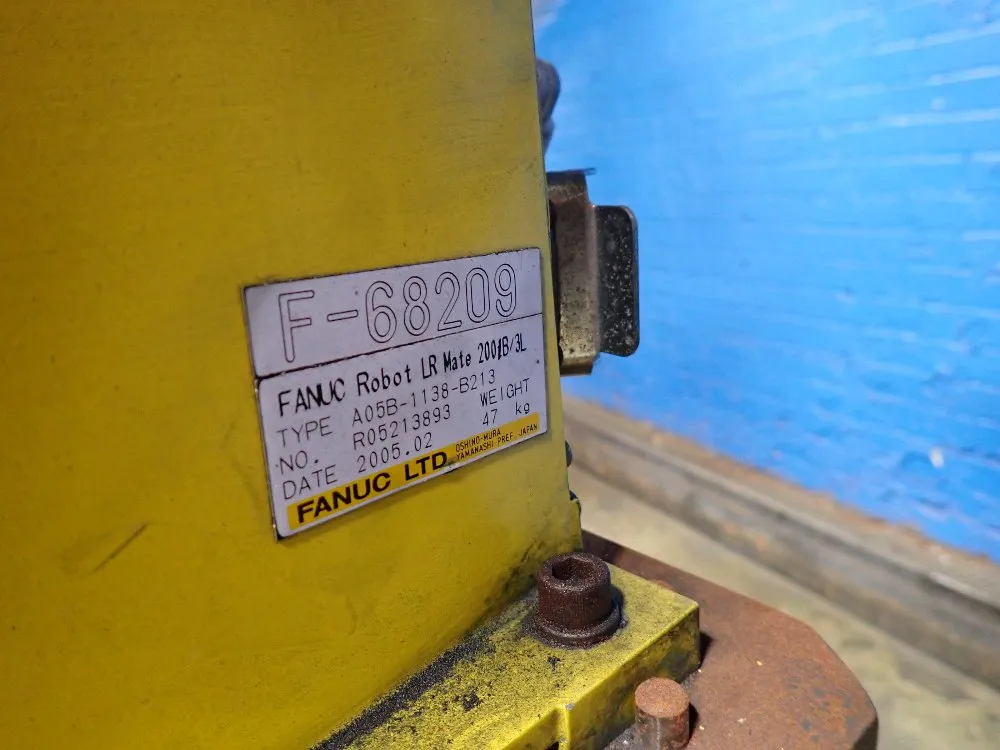 F-68209
FANUC Robot LR Mate 200iB/3L
TYPE A05B-1138-B213
NO. R05213893 WEIGHT
DATE 2005.02 47 kg
FANUC LTD OSHINO-MURA
YAMANASHI PREF. JAPAN